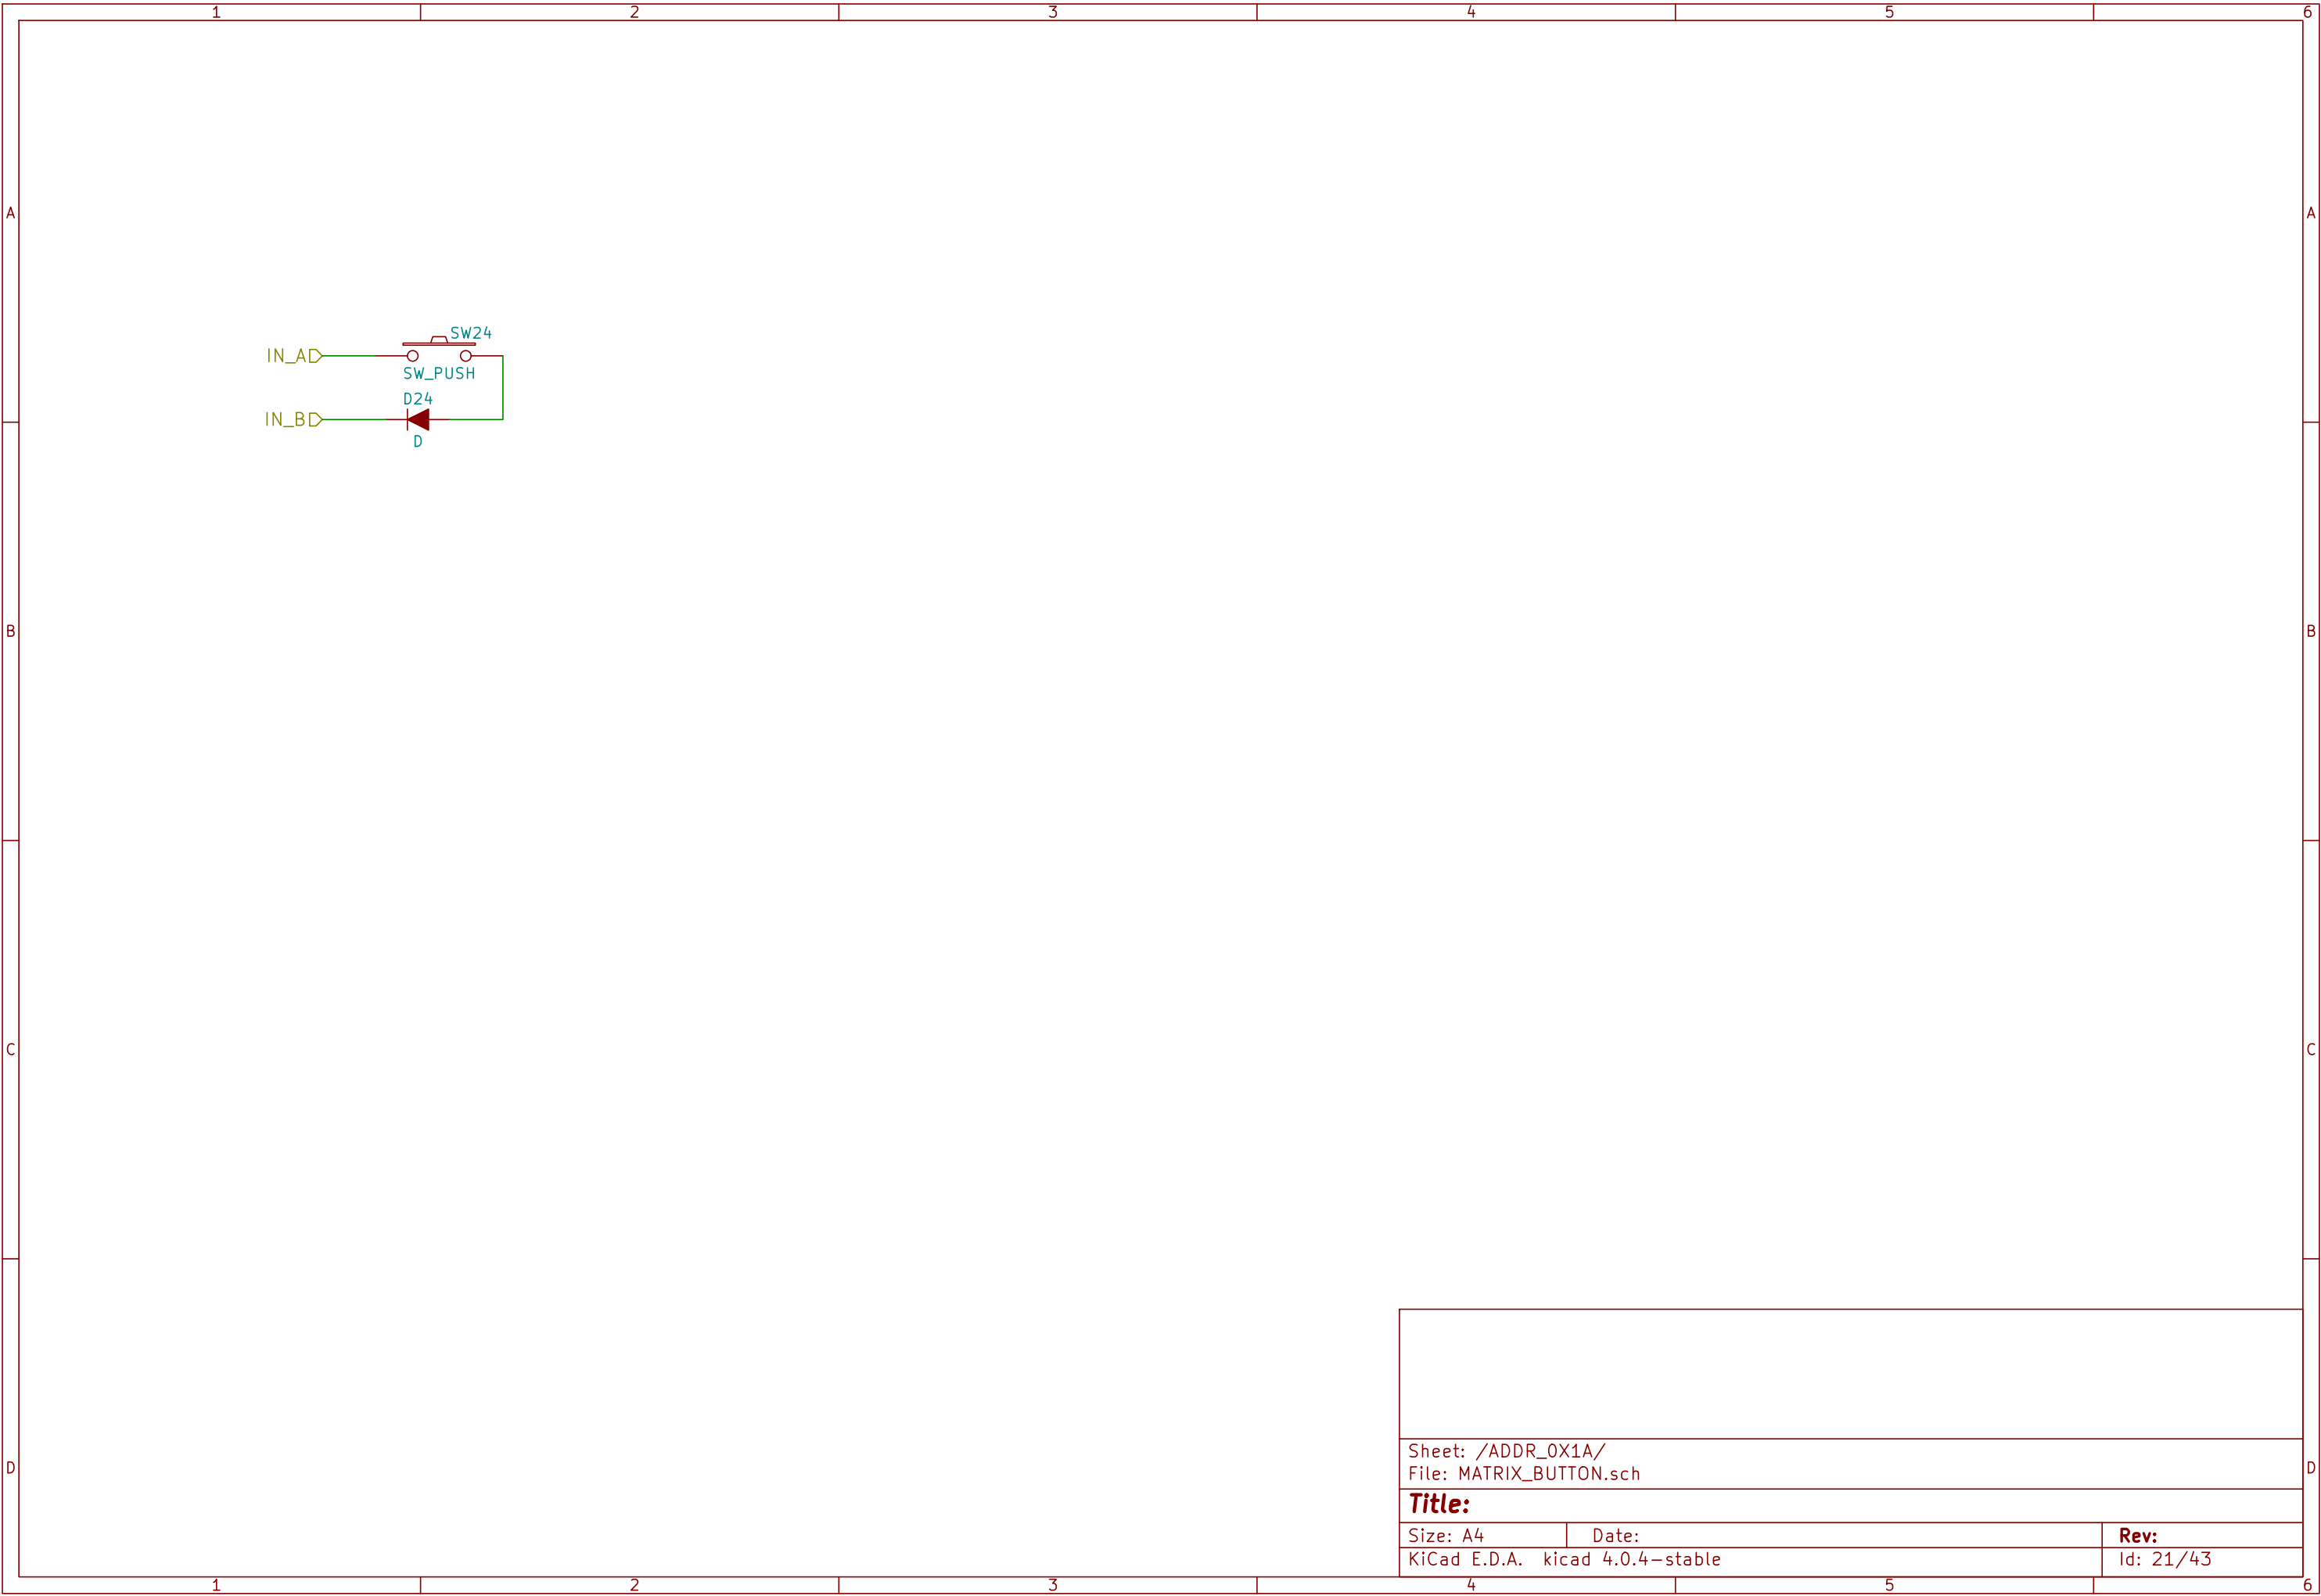 1 2 3 4 5 6
A A
SW24
IN_A
SW_PUSH
D24
IN_B
D
B B
C C
Sheet: /ADDR_0X1A/
File: MATRIX_BUTTON.sch
D D
Title:
Size: A4 Date: Rev:
KiCad E.D.A. kicad 4.0.4-stable Id: 21/43
1 2 3 4 5 6